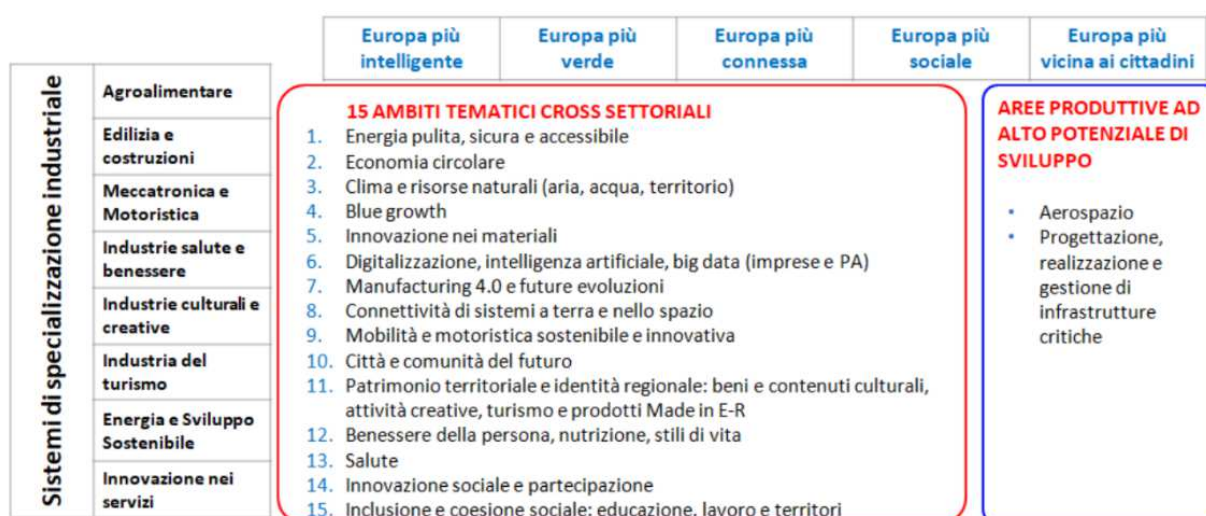 Europa più
intelligente
Europa più
verde
Europa più
connessa
Europa più
sociale
Europa più
vicina ai cittadini
Sistemi di specializzazione industriale
Agroalimentare
Edilizia e
costruzioni
Meccatronica e
Motoristica
Industrie salute e
benessere
Industrie culturali e
creative
Industria del
turismo
Energia e Sviluppo
Sostenibile
Innovazione nei
servizi
15 AMBITI TEMATICI CROSS SETTORIALI
1. Energia pulita, sicura e accessibile
2. Economia circolare
3. Clima e risorse naturali (aria, acqua, territorio)
4. Blue growth
5. Innovazione nei materiali
6. Digitalizzazione, intelligenza artificiale, big data (imprese e PA)
7. Manufacturing 4.0 e future evoluzioni
8. Connettività di sistemi a terra e nello spazio
9. Mobilità e motoristica sostenibile e innovativa
10. Città e comunità del futuro
11. Patrimonio territoriale e identità regionale: beni e contenuti culturali,
attività creative, turismo e prodotti Made in E-R
12. Benessere della persona, nutrizione, stili di vita
13. Salute
14. Innovazione sociale e partecipazione
15. Inclusione e coesione sociale: educazione, lavoro e territori
AREE PRODUTTIVE AD
ALTO POTENZIALE DI
SVILUPPO
• Aerospazio
• Progettazione,
realizzazione e
gestione di
infrastrutture
critiche